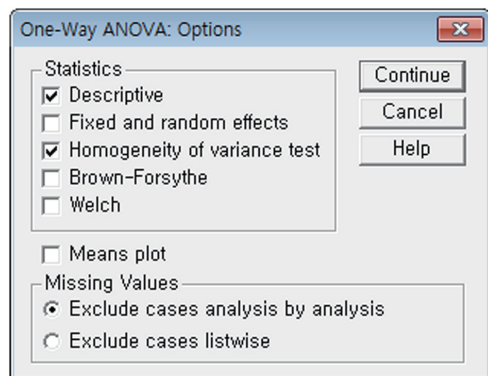 One-Way ANOVA: Options
Statistics
Descriptive
Fixed and random effects
Homogeneity of variance test
Brown-Forsythe
Welch
Continue
Cancel
Help
Means plot
Missing Values
Exclude cases analysis by analysis
Exclude cases listwise